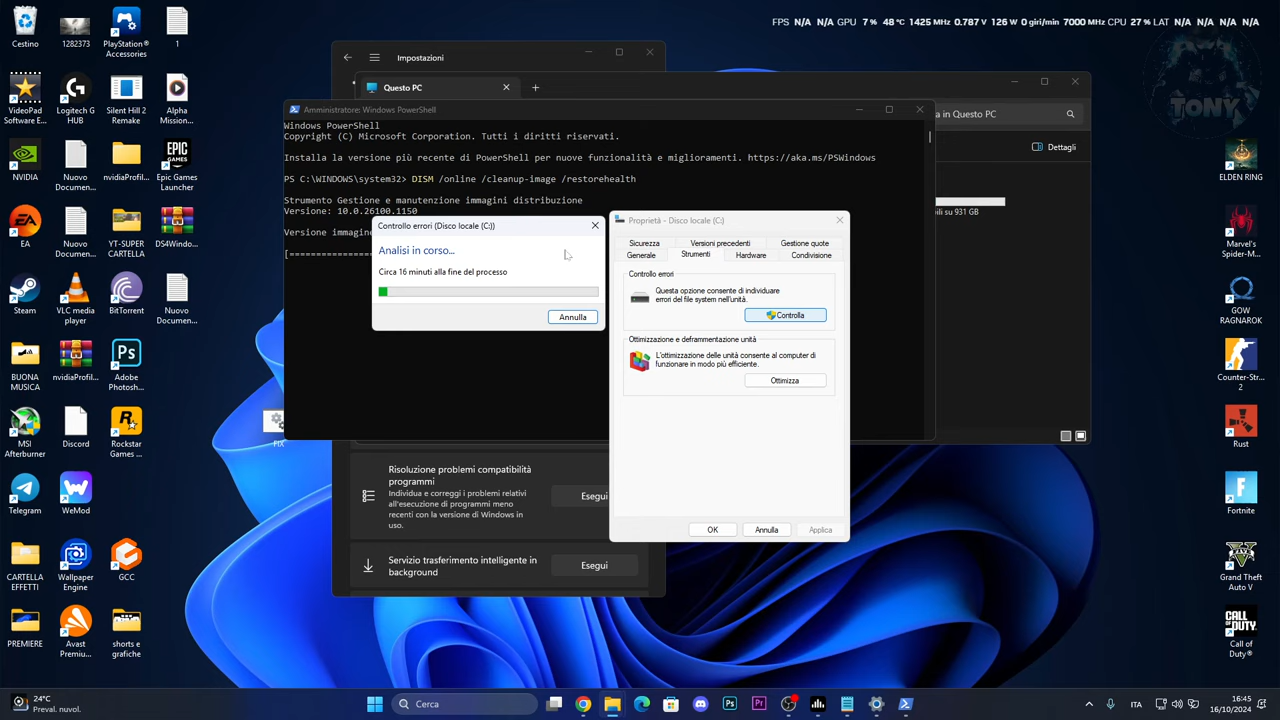 FPS N/A N/A GPU 7 % 48 °C 1425 MHz 0.787 V 126 W 0 giri/min 7000 MHz CPU 27 % LAT N/A N/A N/A N/A
TONY
Cestino
1282373
PlayStation®
Accessories
1
VideoPad
Software E...
Logitech G
HUB
Silent Hill 2
Remake
Alpha
Mission...
NVIDIA
Nuovo
Documen...
nvidiaProfil...
Epic Games
Launcher
EA
Nuovo
Documen...
YT-SUPER
CARTELLA
DS4Window...
Steam
VLC media
player
BitTorrent
Nuovo
Documen...
BUONA
MUSICA
nvidiaProfil...
Adobe
Photosh...
MSI
Afterburner
Discord
Rockstar
Games ...
Telegram
WeMod
CARTELLA
EFFETTI
Wallpaper
Engine
GCC
PREMIERE
Avast
Premiu...
shorts e
grafiche
FIX
Impostazioni
Questo PC
a in Questo PC
Dettagli
bili su 931 GB
Amministratore: Windows PowerShell
Windows PowerShell
Copyright (C) Microsoft Corporation. Tutti i diritti riservati.
Installa la versione più recente di PowerShell per nuove funzionalità e miglioramenti. https://aka.ms/PSWindows
PS C:\WINDOWS\system32> DISM /online /cleanup-image /restorehealth
Strumento Gestione e manutenzione immagini distribuzione
Versione: 10.0.26100.1150
Versione immagine
[==================
Controllo errori (Disco locale (C:))
Analisi in corso...
Circa 16 minuti alla fine del processo
Annulla
Proprietà - Disco locale (C:)
Sicurezza
Versioni precedenti
Gestione quote
Generale
Strumenti
Hardware
Condivisione
Controllo errori
Questa opzione consente di individuare
errori del file system nell'unità.
Controlla
Ottimizzazione e deframmentazione unità
L'ottimizzazione delle unità consente al computer di
funzionare in modo più efficiente.
Ottimizza
OK
Annulla
Applica
Risoluzione problemi compatibilità
programmi
Individua e correggi i problemi relativi
all'esecuzione di programmi meno
recenti con la versione di Windows in
uso.
Esegui
Servizio trasferimento intelligente in
background
Esegui
ELDEN RING
Marvel's
Spider-M...
GOW
RAGNAROK
Counter-Str...
2
Rust
Fortnite
Grand Theft
Auto V
Call of
Duty®
24°C
Preval. nuvol.
Cerca
ITA
16:45
16/10/2024